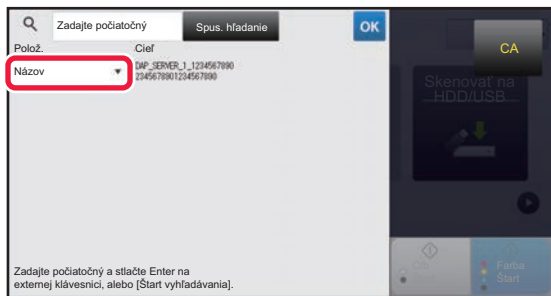 Zadajte počiatočný
Spus. hľadanie
OK
CA
Polož.
Cieľ
Názov
DAP_SERVER_1_1234567890
2345678901234567890
Skenovať na
HDD/USB
Zadajte počiatočný a stlačte Enter na
externej klávesnici, alebo [Štart vyhľadávania].
Štart
Farba
Štart